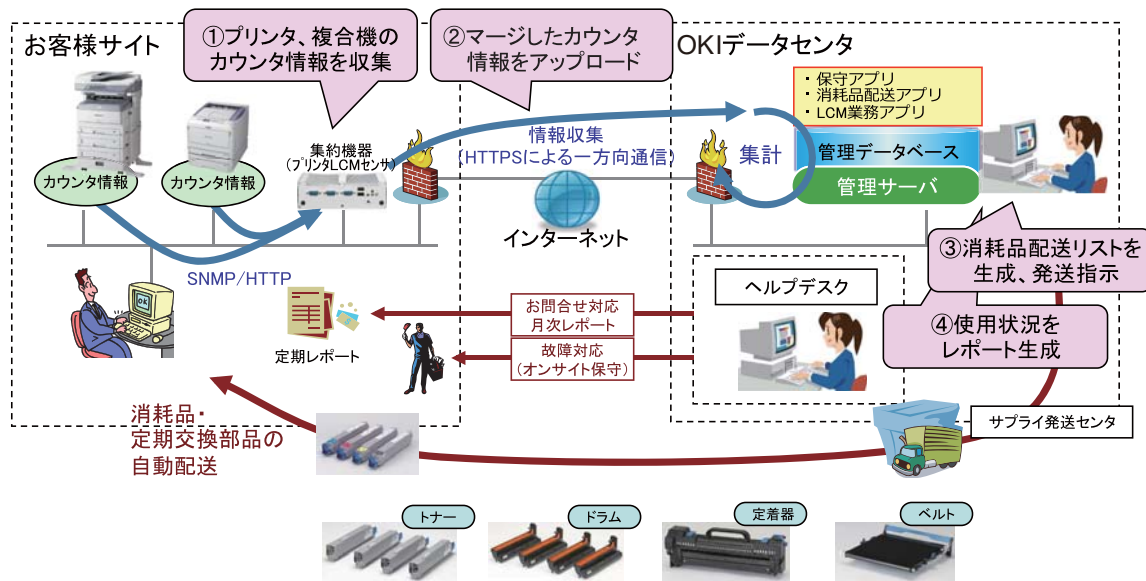 お客様サイト
①プリンタ、複合機の
カウンタ情報を収集
②マージしたカウンタ
情報をアップロード
OKIデータセンタ
・保守アプリ
・消耗品配送アプリ
・LCM業務アプリ
管理データベース
管理サーバ
集計
情報収集
(HTTPSによる一方向通信)
集約機器
(プリンタLCMセンサ)
カウンタ情報
カウンタ情報
インターネット
SNMP/HTTP
OK
③消耗品配送リストを
生成、発送指示
ヘルプデスク
④使用状況を
レポート生成
お問合せ対応
月次レポート
定期レポート
故障対応
(オンサイト保守)
消耗品・
定期交換部品の
自動配送
サプライ発送センタ
トナー
ドラム
定着器
ベルト